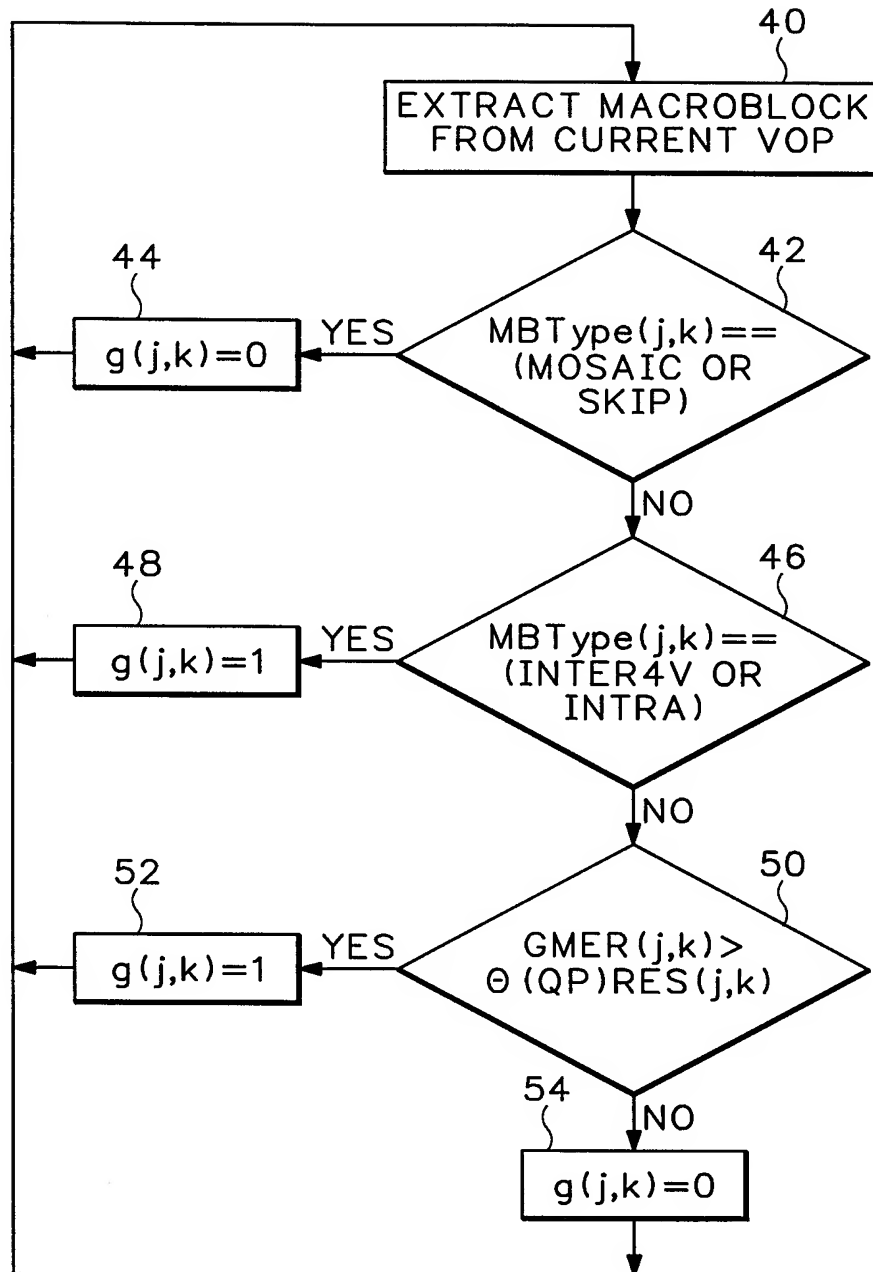 40
EXTRACT MACROBLOCK
FROM CURRENT VOP
42
44
MBType(j,k)==
(MOSAIC OR
SKIP)
YES
g(j,k)=0
NO
46
48
MBType(j,k)==
(INTER4V OR
INTRA)
YES
g(j,k)=1
NO
50
52
GMER(j,k)>
Θ(QP)RES(j,k)
YES
g(j,k)=1
NO
54
g(j,k)=0